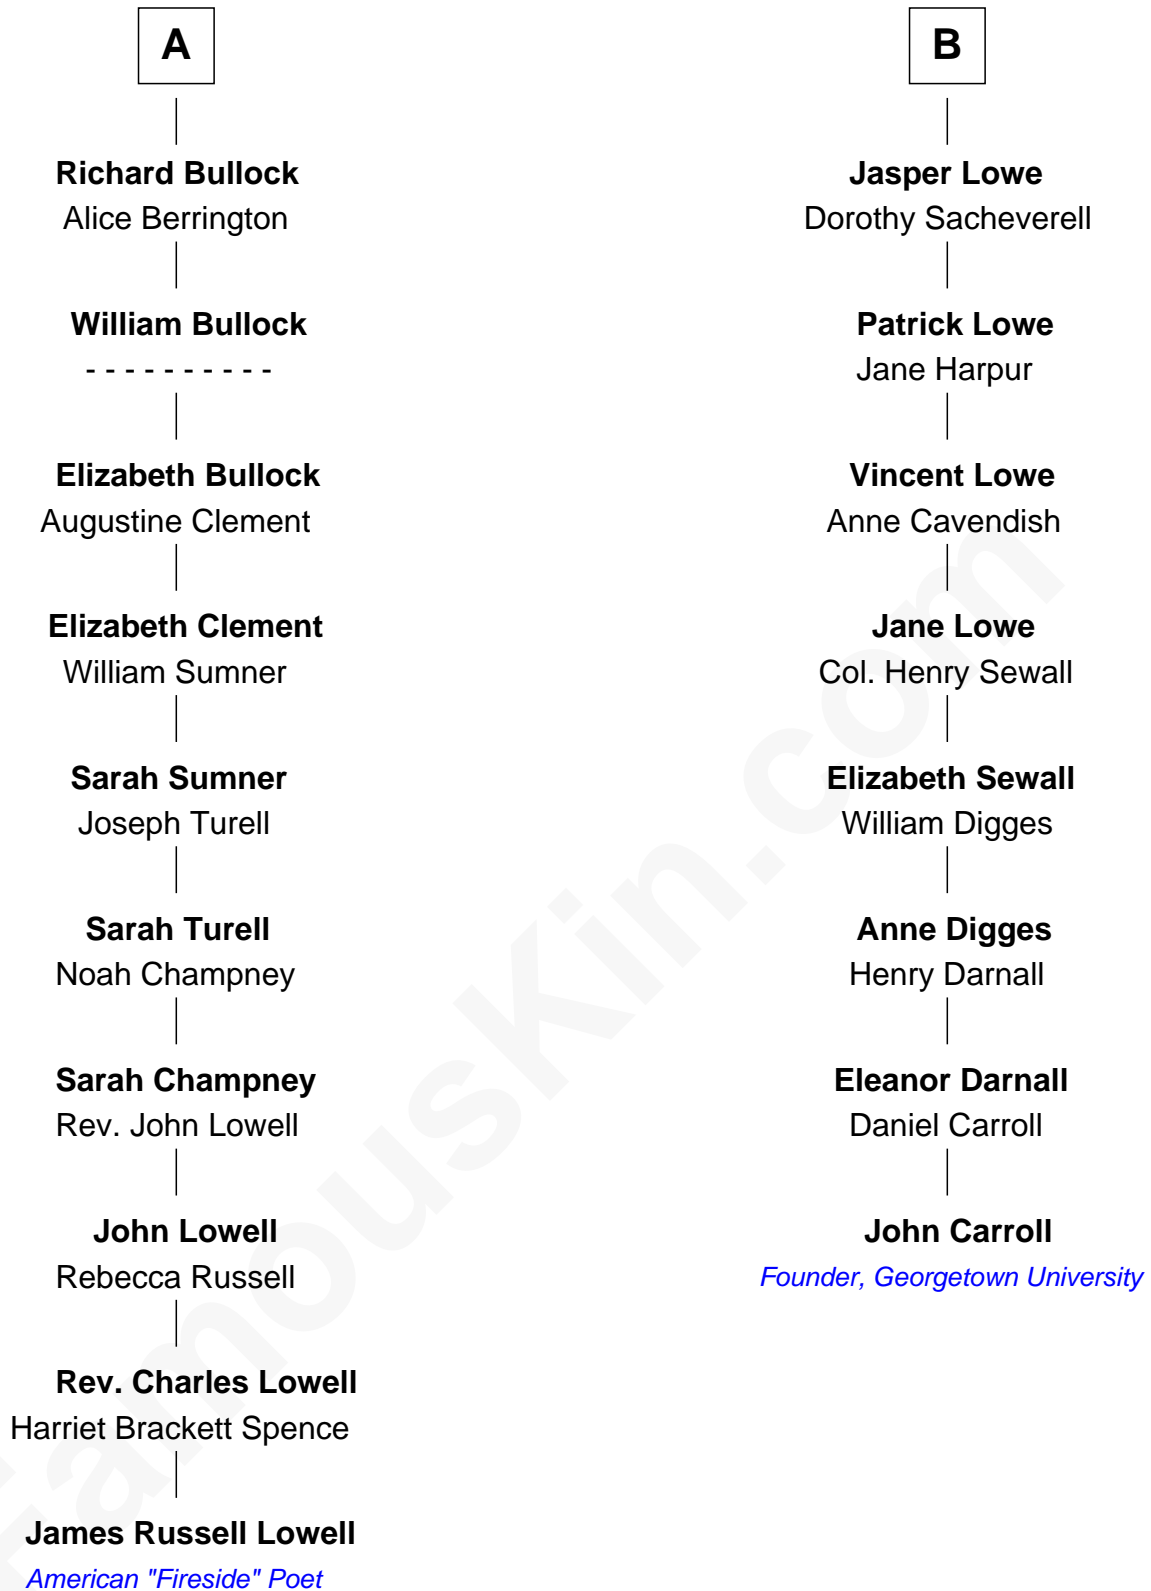 A
Richard Bullock
Alice Berrington
William Bullock
- - - - - - - - - -
Elizabeth Bullock
Augustine Clement
Elizabeth Clement
William Sumner
Sarah Sumner
Joseph Turell
Sarah Turell
Noah Champney
Sarah Champney
Rev. John Lowell
John Lowell
Rebecca Russell
Rev. Charles Lowell
Harriet Brackett Spence
James Russell Lowell
American "Fireside" Poet
B
Jasper Lowe
Dorothy Sacheverell
Patrick Lowe
Jane Harpur
Vincent Lowe
Anne Cavendish
Jane Lowe
Col. Henry Sewall
Elizabeth Sewall
William Digges
Anne Digges
Henry Darnall
Eleanor Darnall
Daniel Carroll
John Carroll
Founder, Georgetown University
FamousKin.com